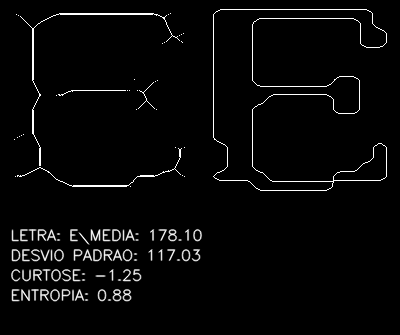 E E
LETRA: E\MEDIA: 178.10
DESVIO PADRAO: 117.03
CURTOSE: -1.25
ENTROPIA: 0.88